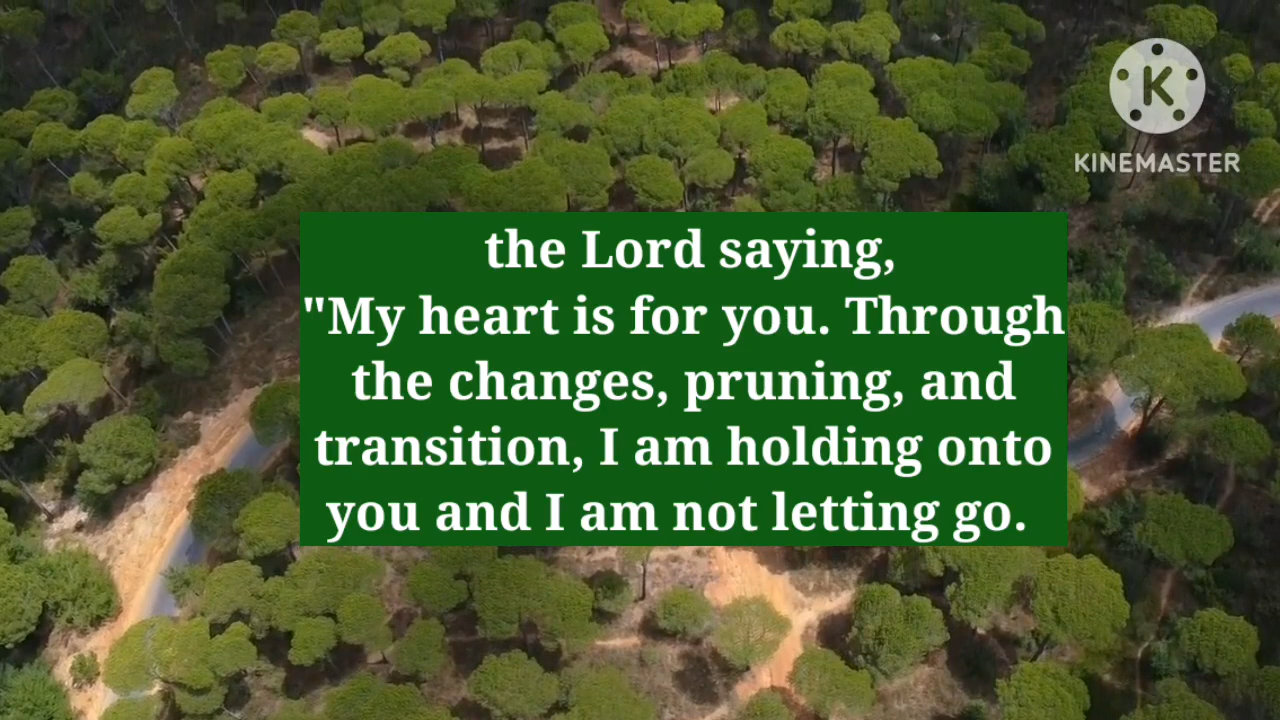 K
KINEMASTER
the Lord saying,
"My heart is for you. Through
the changes, pruning, and
transition, I am holding onto
you and I am not letting go.